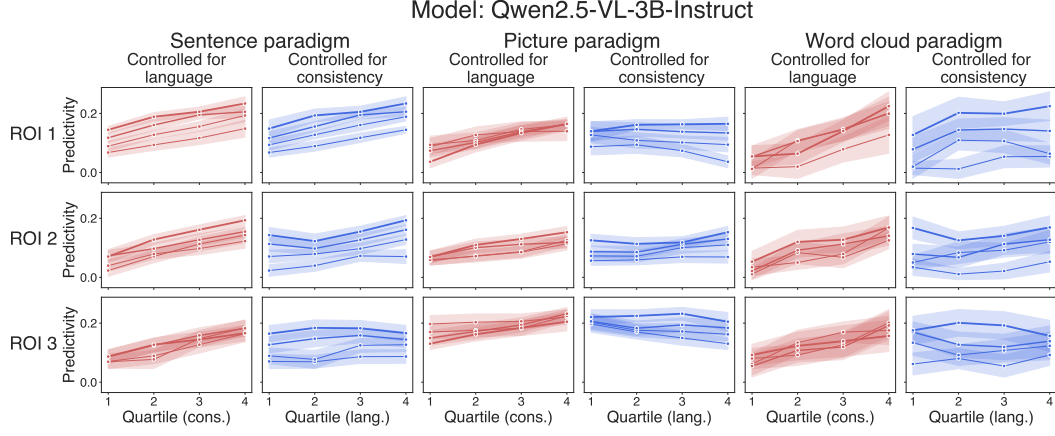 Model: Qwen2.5-VL-3B-Instruct
Sentence paradigm Picture paradigm Word cloud paradigm
Controlled for language Controlled for consistency Controlled for language Controlled for consistency Controlled for language Controlled for consistency
ROI 1
Predictivity
0.2
0.0
ROI 2
Predictivity
0.2
0.0
ROI 3
Predictivity
0.2
0.0
1 2 3 4 1 2 3 4 1 2 3 4 1 2 3 4 1 2 3 4 1 2 3 4
Quartile (cons.) Quartile (lang.) Quartile (cons.) Quartile (lang.) Quartile (cons.) Quartile (lang.)